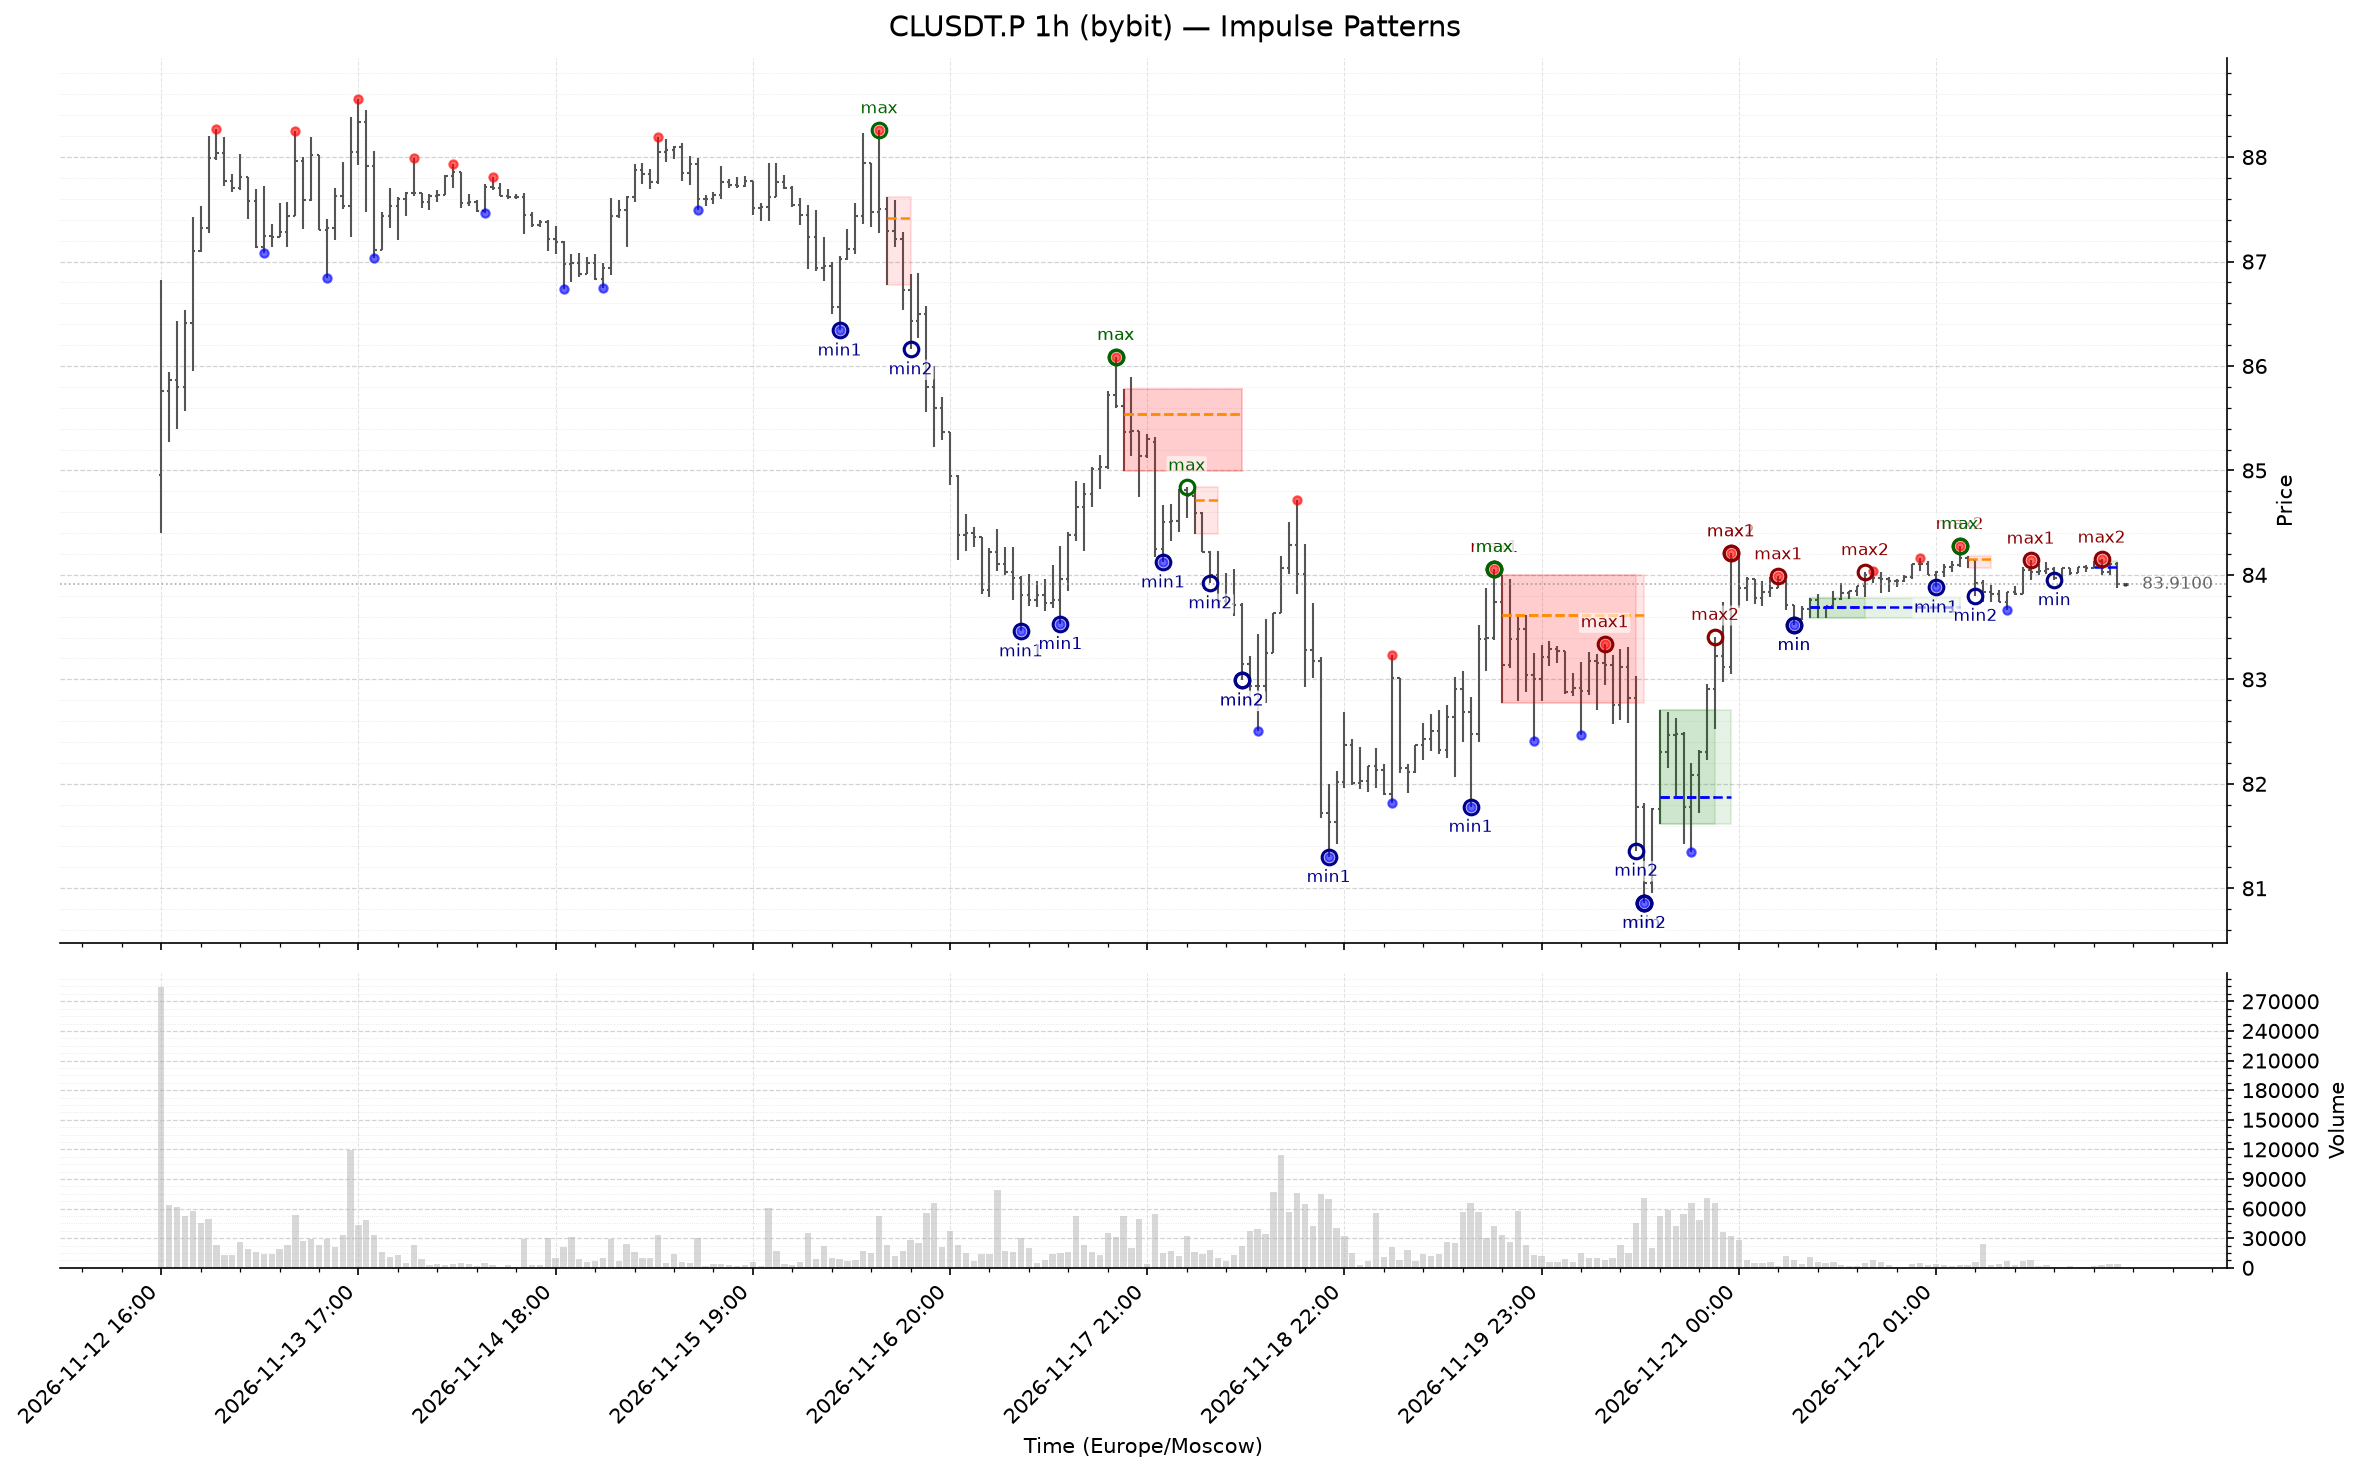 CLUSDT.P 1h (bybit) — Impulse Patterns
max
min1
min2
max
max
min1
min2
min1
min1
min2
min1
max
min1
max1
min2
min2
max2
max1
max1
min
max2
max
min1
min2
max1
min
max2
83.9100
88
87
86
85
84
83
82
81
Price
270000
240000
210000
180000
150000
120000
90000
60000
30000
0
Volume
2026-11-12 16:00
2026-11-13 17:00
2026-11-14 18:00
2026-11-15 19:00
2026-11-16 20:00
2026-11-17 21:00
2026-11-18 22:00
2026-11-19 23:00
2026-11-21 00:00
2026-11-22 01:00
Time (Europe/Moscow)